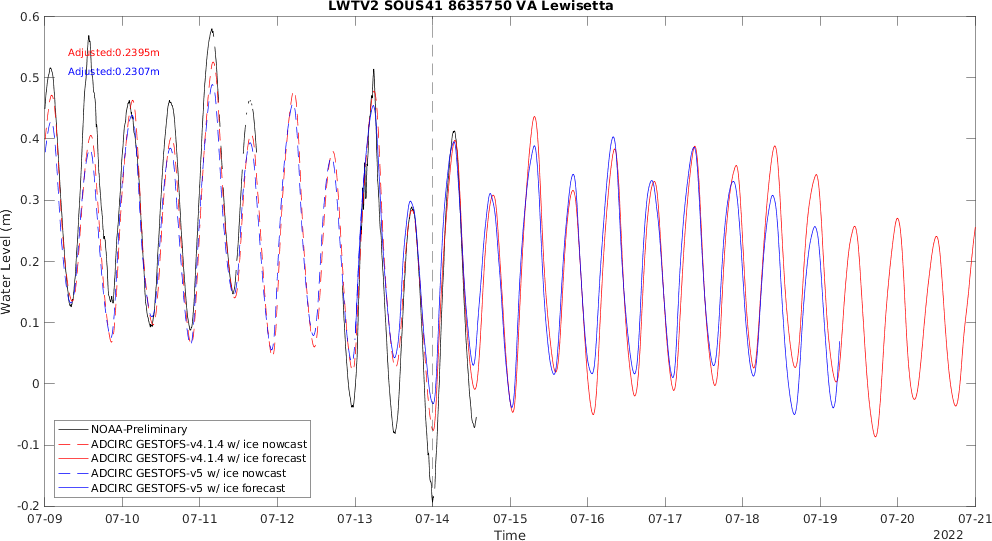 LWTV2 SOUS41 8635750 VA Lewisetta
0.6
0.5
0.4
0.3
0.2
0.1
0
-0.1
-0.2
Water Level (m)
Adjusted:0.2395m
Adjusted:0.2307m
NOAA-Preliminary
ADCIRC GESTOFS-v4.1.4 w/ ice nowcast
ADCIRC GESTOFS-v4.1.4 w/ ice forecast
ADCIRC GESTOFS-v5 w/ ice nowcast
ADCIRC GESTOFS-v5 w/ ice forecast
07-09 07-10 07-11 07-12 07-13 07-14 07-15 07-16 07-17 07-18 07-19 07-20 07-21
Time
2022